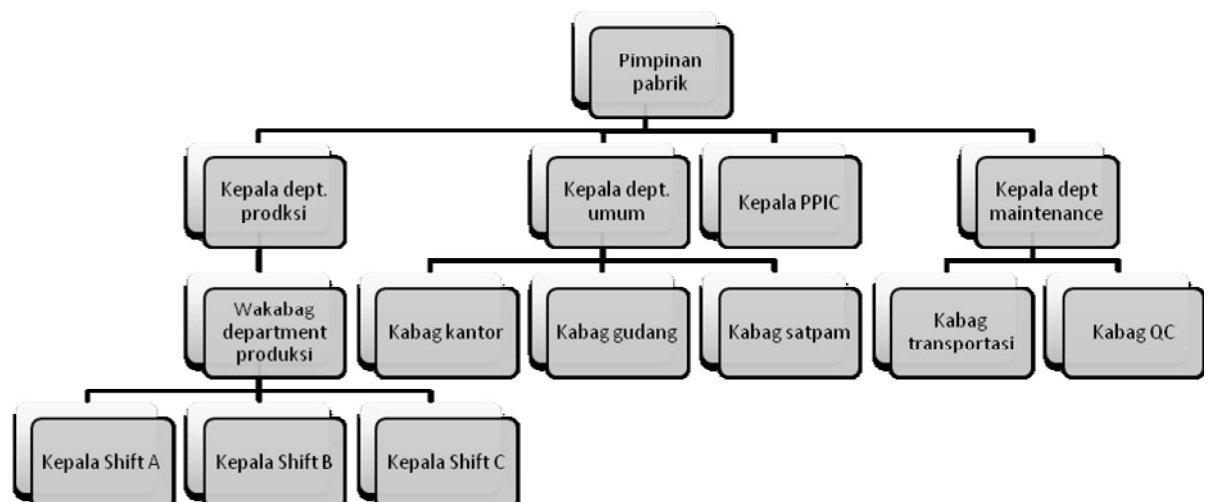 Pimpinan
pabrik
Kepala dept.
prodksi
Kepala dept.
umum
Kepala PPIC
Kepala dept
maintenance
Wakabag
department
produksi
Kabag kantor
Kabag gudang
Kabag satpam
Kabag
transportasi
Kabag QC
Kepala Shift A
Kepala Shift B
Kepala Shift C